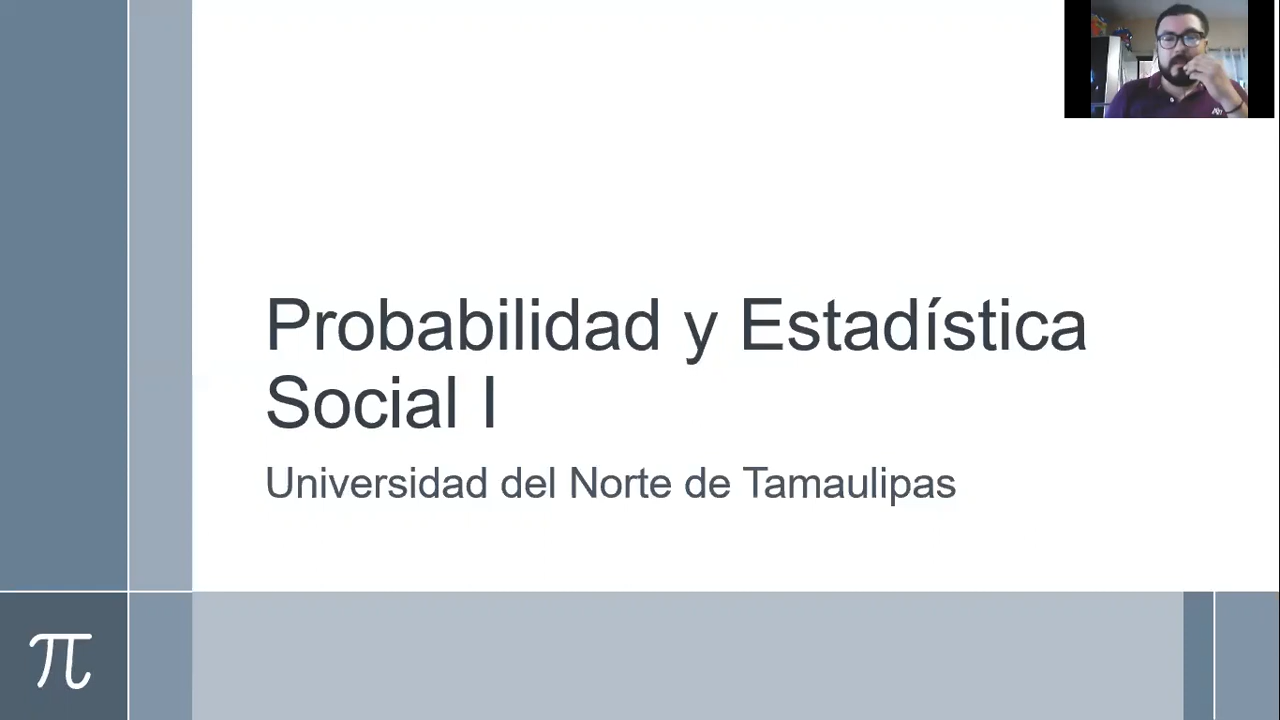 Probabilidad y Estadística
Social I
Universidad del Norte de Tamaulipas
π